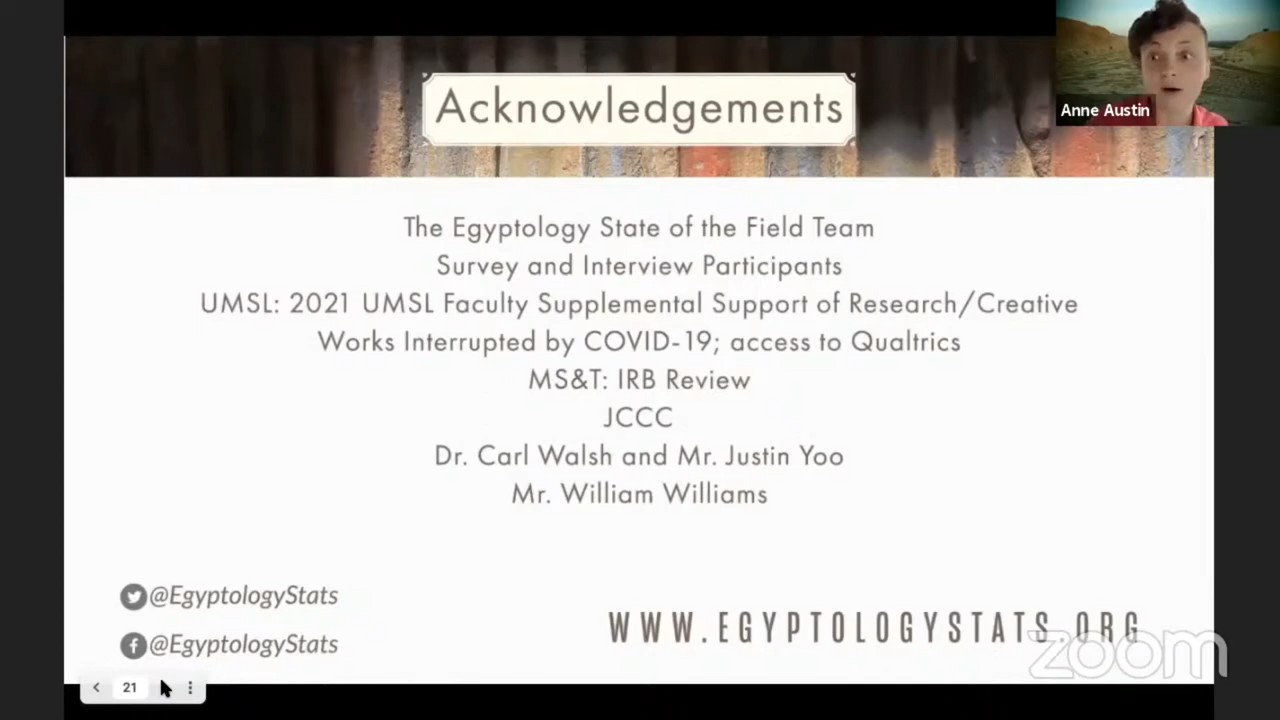 Acknowledgements
Anne Austin
The Egyptology State of the Field Team
Survey and Interview Participants
UMSL: 2021 UMSL Faculty Supplemental Support of Research/Creative
Works Interrupted by COVID-19; access to Qualtrics
MS&T: IRB Review
JCCC
Dr. Carl Walsh and Mr. Justin Yoo
Mr. William Williams
@EgyptologyStats
@EgyptologyStats
WWW.EGYPTOLOGYSTATS.ORG
zoom
21